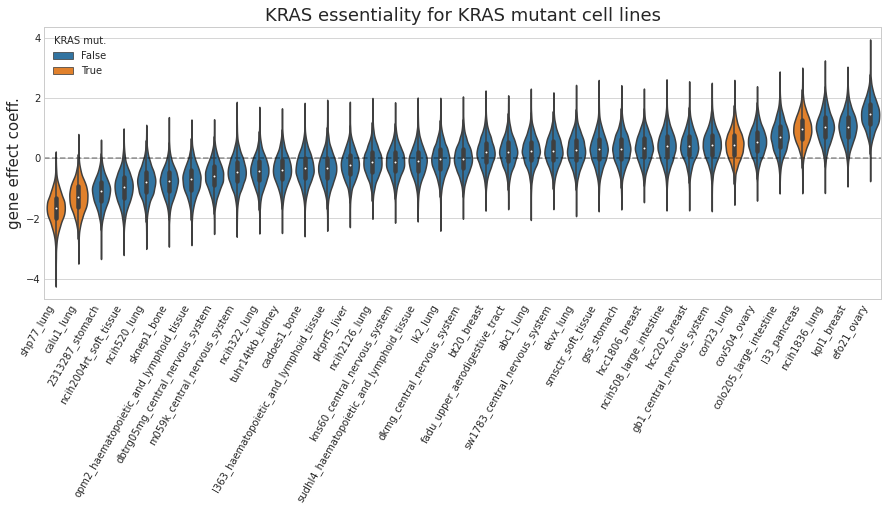 KRAS essentiality for KRAS mutant cell lines
gene effect coeff.
4
2
0
−2
−4
KRAS mut.
False
True
shp77_lung
calu1_lung
2313287_stomach
ncih2004rt_soft_tissue
ncih520_lung
sknep1_bone
opm2_haematopoietic_and_lymphoid_tissue
dbtrg05mg_central_nervous_system
m059k_central_nervous_system
ncih322_lung
tuhr14tkb_kidney
cadoes1_bone
l363_haematopoietic_and_lymphoid_tissue
plcprf5_liver
ncih2126_lung
kns60_central_nervous_system
sudhl4_haematopoietic_and_lymphoid_tissue
lk2_lung
dkmg_central_nervous_system
bt20_breast
fadu_upper_aerodigestive_tract
abc1_lung
sw1783_central_nervous_system
ekvx_lung
smsctr_soft_tissue
gss_stomach
hcc1806_breast
ncih508_large_intestine
hcc202_breast
gb1_central_nervous_system
corl23_lung
cov504_ovary
colo205_large_intestine
l33_pancreas
ncih1836_lung
kpl1_breast
efo21_ovary